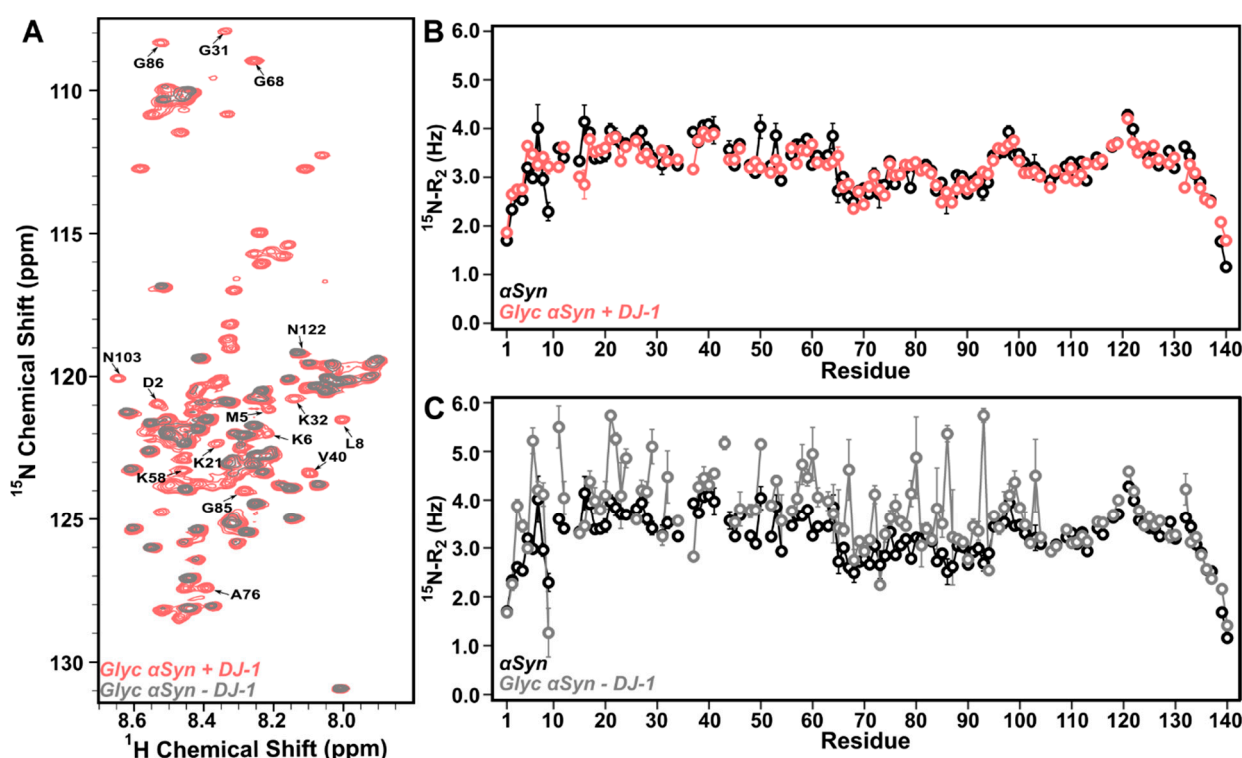 A
G86
G31
G68
110
115
120
125
130
N122
N103
D2
M5
K32
K6
L8
K21
V40
K58
G85
A76
Glyc αSyn + DJ-1
Glyc αSyn - DJ-1
8.6 8.4 8.2 8.0
¹H Chemical Shift (ppm)
¹⁵N Chemical Shift (ppm)
B
6.0
5.0
4.0
3.0
2.0
1.0
0.0
¹⁵N-R₂ (Hz)
αSyn
Glyc αSyn + DJ-1
1 10 20 30 40 50 60 70 80 90 100 110 120 130 140
Residue
C
6.0
5.0
4.0
3.0
2.0
1.0
0.0
¹⁵N-R₂ (Hz)
αSyn
Glyc αSyn - DJ-1
1 10 20 30 40 50 60 70 80 90 100 110 120 130 140
Residue